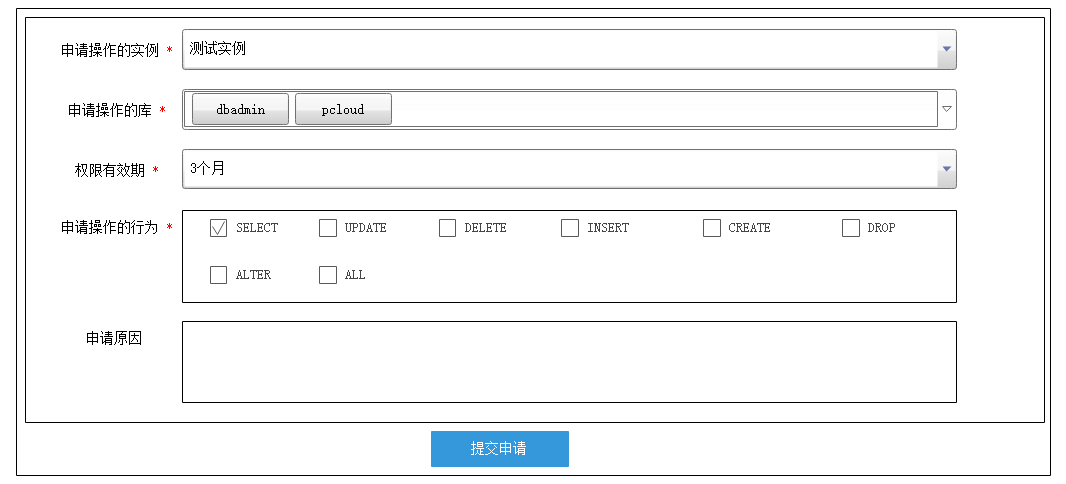 申请操作的实例 * 测试实例
申请操作的库 * dbadmin pcloud
权限有效期 * 3个月
申请操作的行为 * SELECT UPDATE DELETE INSERT CREATE DROP
ALTER ALL
申请原因
提交申请